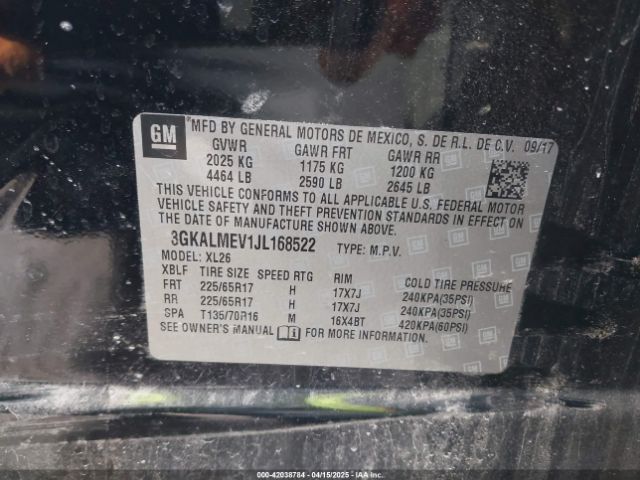 GM
MFD BY GENERAL MOTORS DE MEXICO, S. DE R.L. DE C.V. 09/17
GVWR GAWR FRT GAWR RR
2025 KG 1175 KG 1200 KG
4464 LB 2590 LB 2645 LB
THIS VEHICLE CONFORMS TO ALL APPLICABLE U.S. FEDERAL MOTOR
VEHICLE SAFETY AND THEFT PREVENTION STANDARDS IN EFFECT ON
THE DATE OF MANUFACTURE SHOWN ABOVE.
3GKALMEV1JL168522 TYPE: M.P.V.
MODEL: XL26
XBLF TIRE SIZE SPEED RTG RIM COLD TIRE PRESSURE
FRT 225/65R17 H 17X7J 240KPA(35PSI)
RR 225/65R17 H 17X7J 240KPA(35PSI)
SPA T135/70R16 M 16X4BT 420KPA(60PSI)
SEE OWNER'S MANUAL FOR MORE INFORMATION.
000-42038784 - 04/15/2025 - IAAI.COM